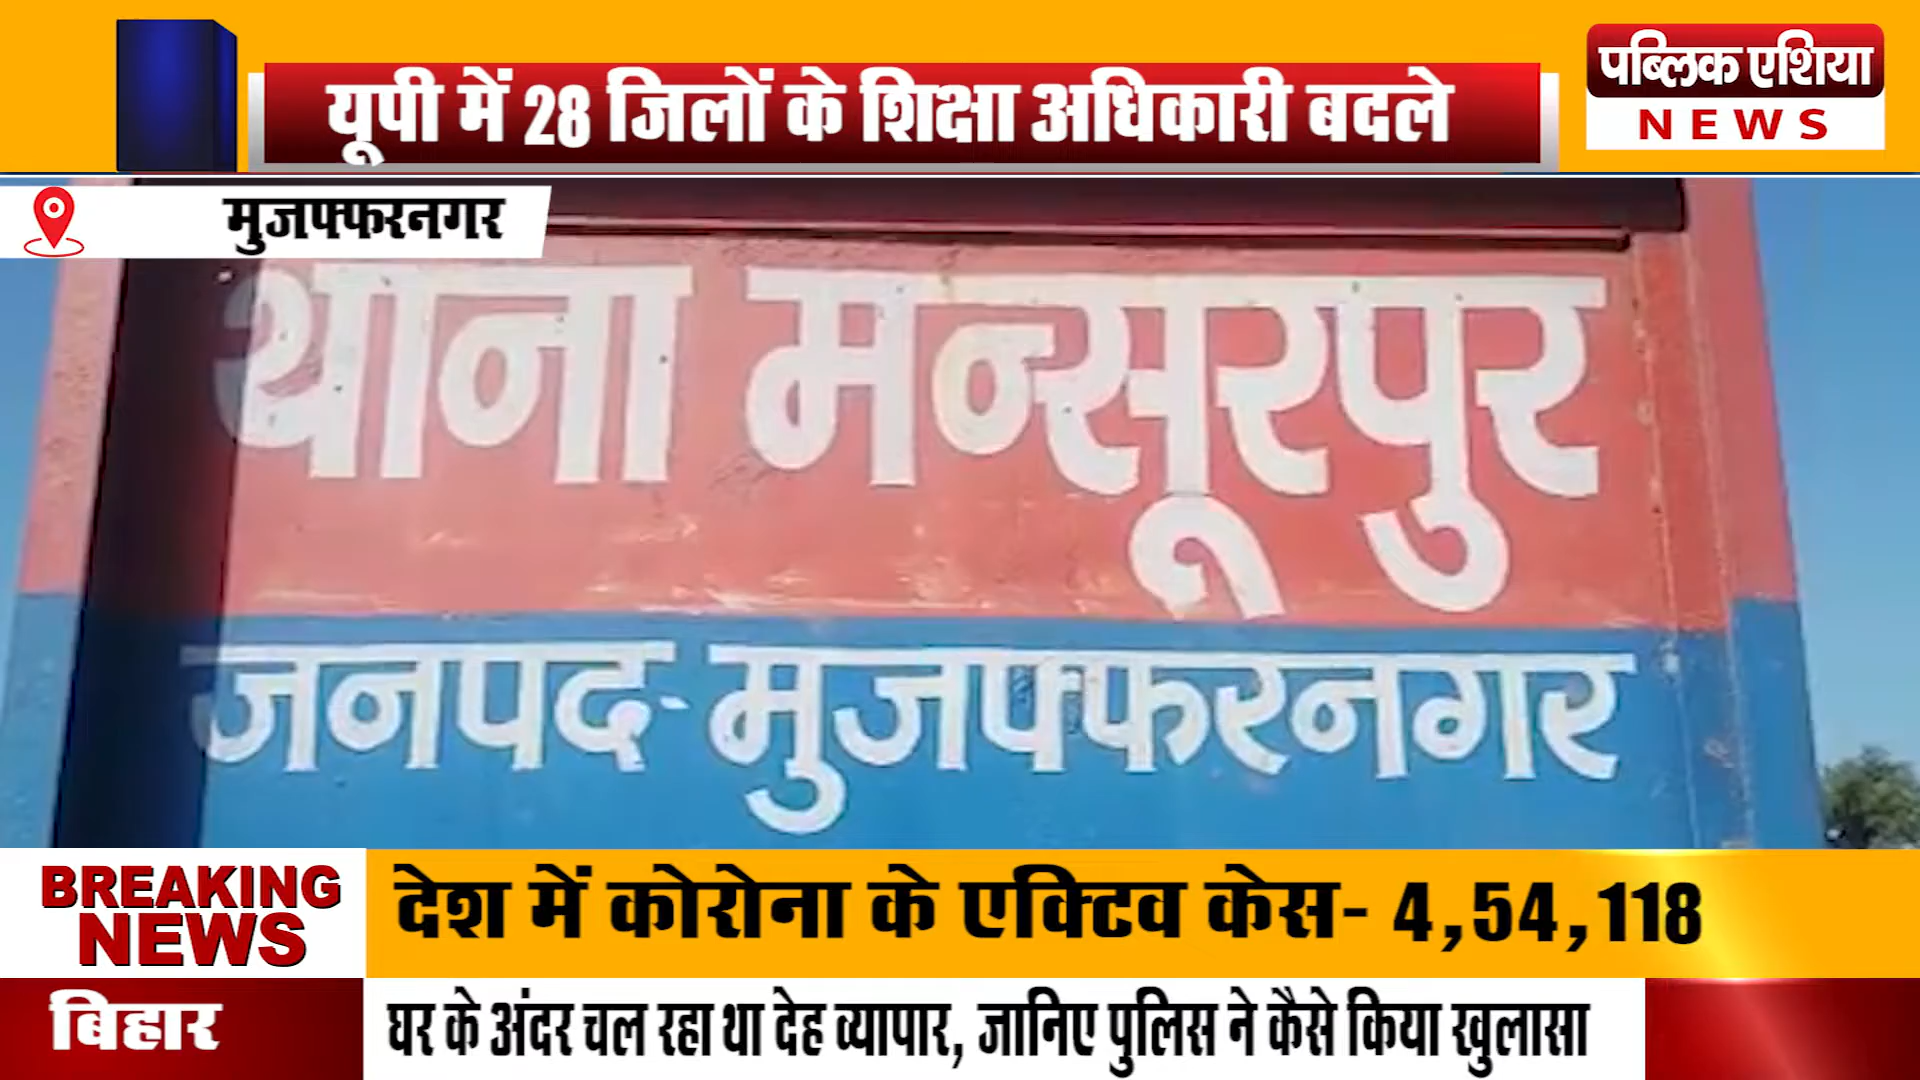 यूपी में 28 जिलों के शिक्षा अधिकारी बदले
पब्लिक एशिया
NEWS
मुजफ्फरनगर
थाना मन्सूरपुर
जनपद-मुजफ्फरनगर
BREAKING
NEWS
देश में कोरोना के एक्टिव केस- 4,54,118
बिहार
घर के अंदर चल रहा था देह व्यापार, जानिए पुलिस ने कैसे किया खुलासा